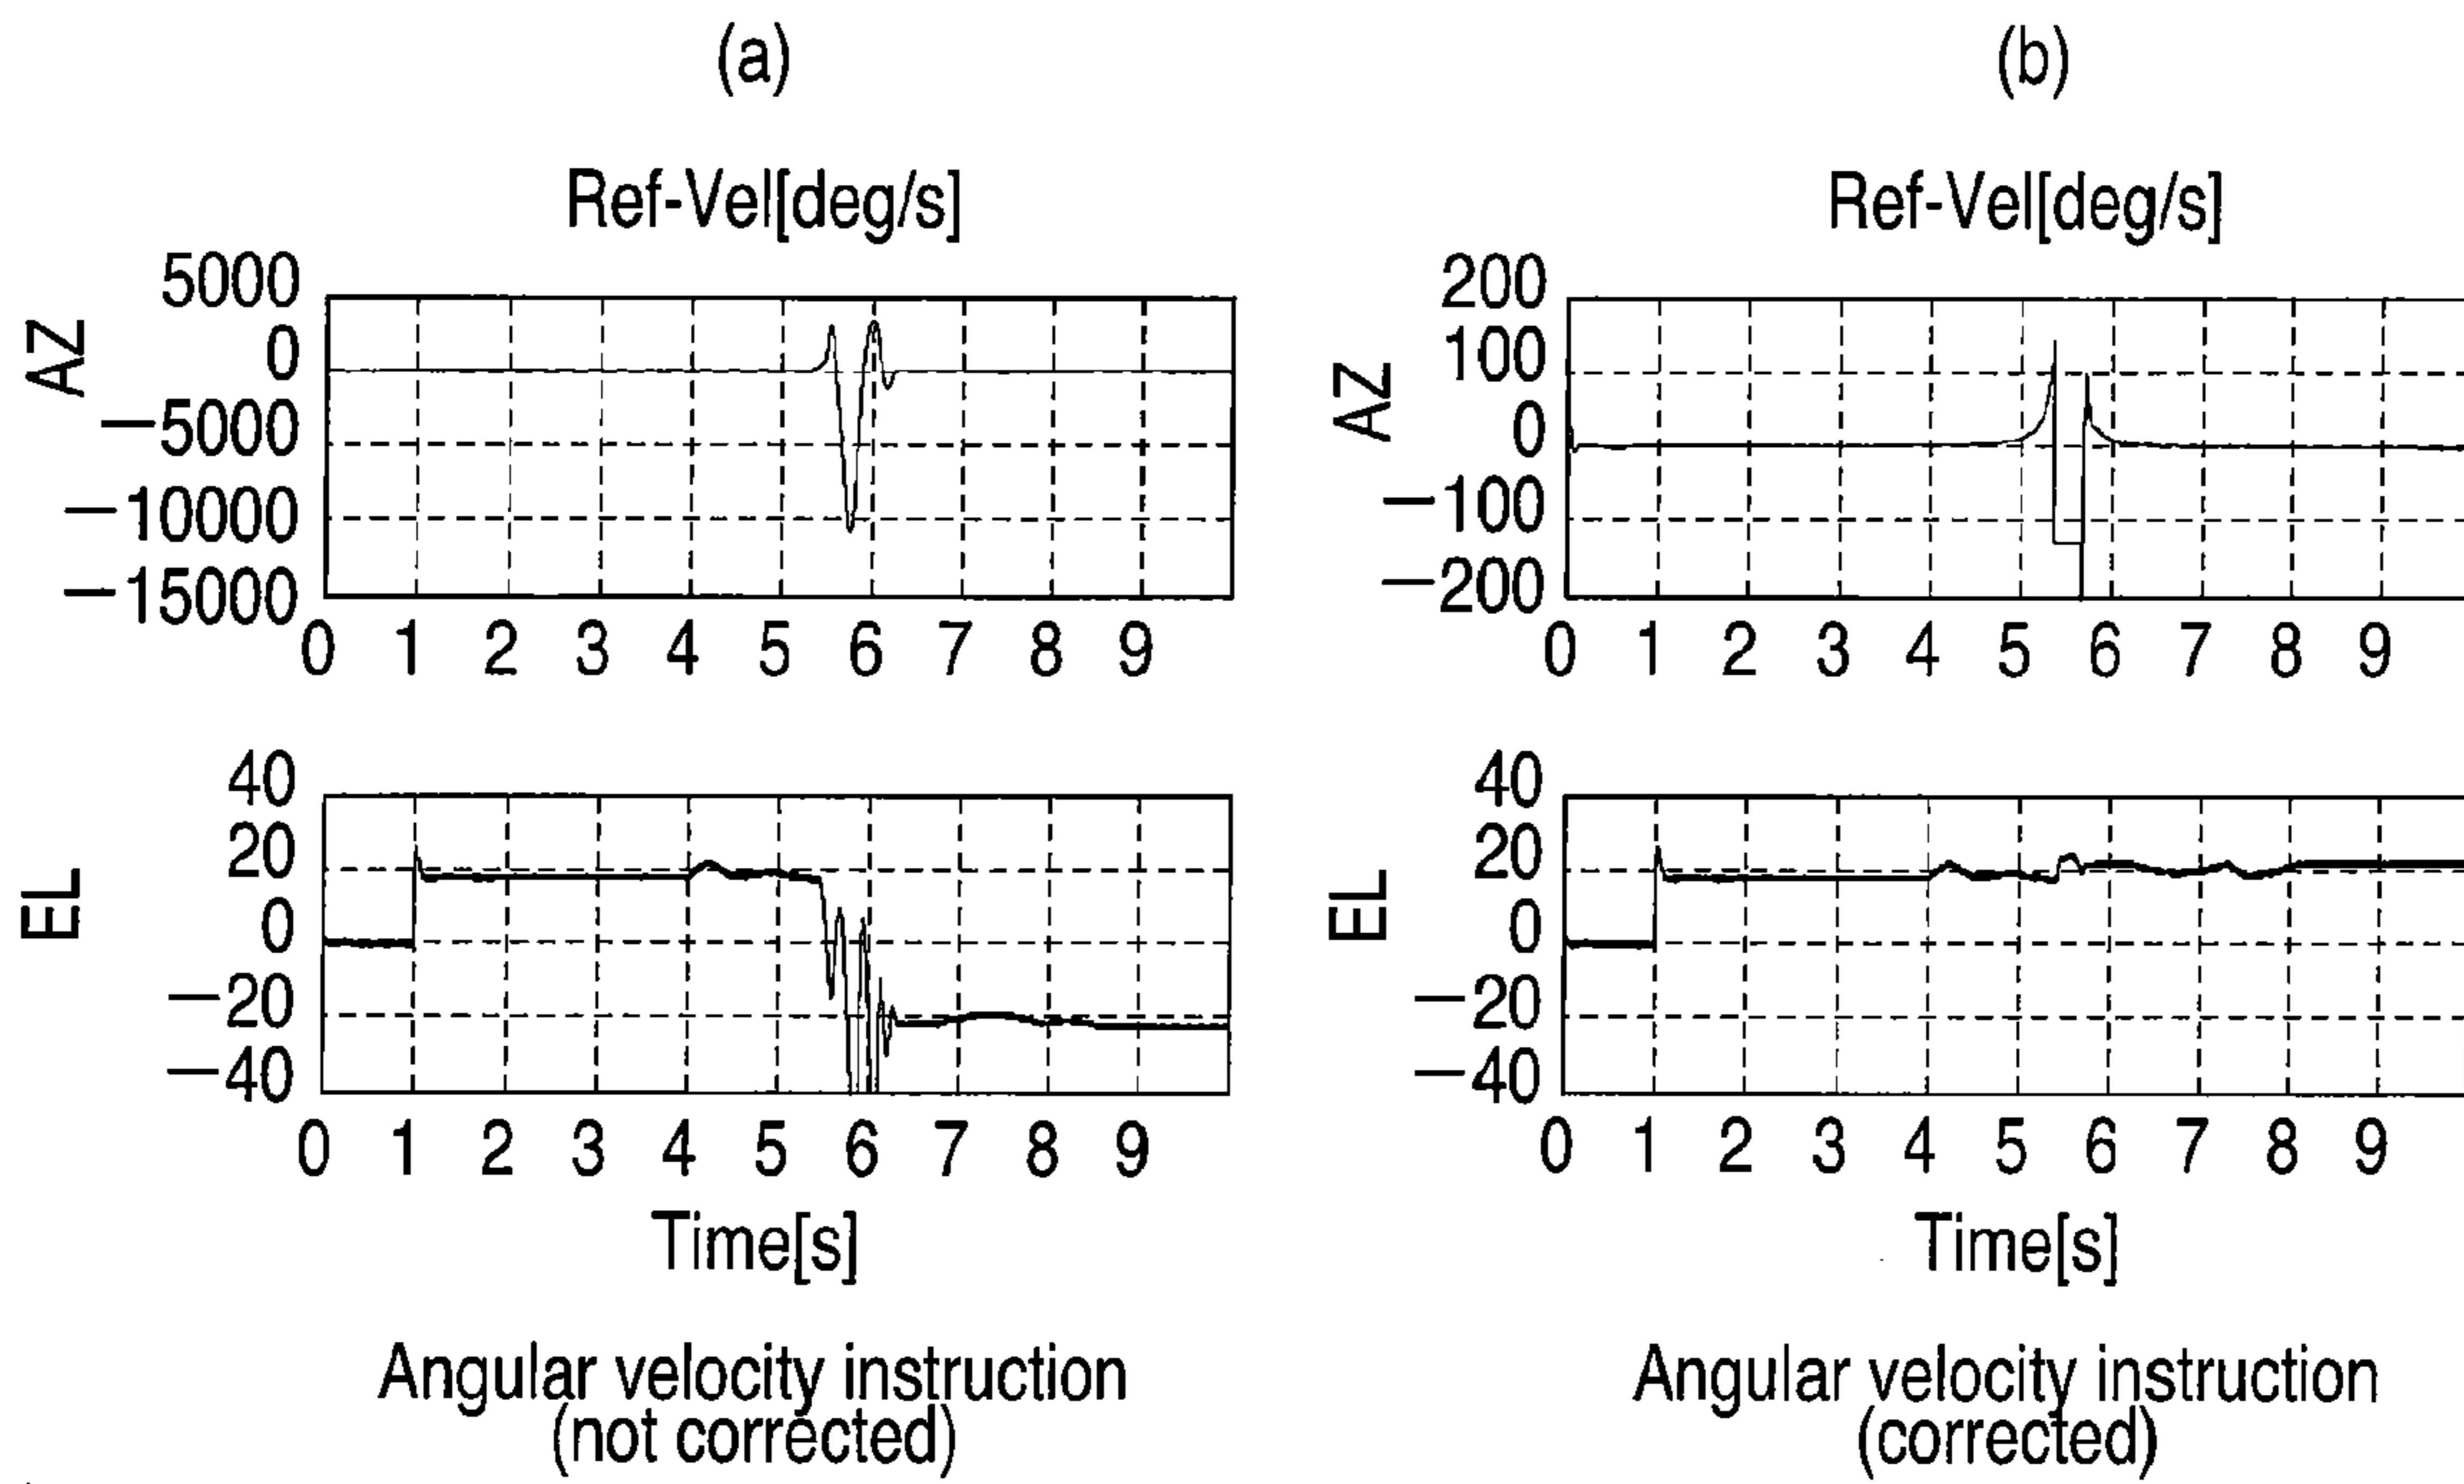 (a)
Ref-Vel[deg/s]
AZ
5000
0
−5000
−10000
−15000
0 1 2 3 4 5 6 7 8 9
EL
40
20
0
−20
−40
0 1 2 3 4 5 6 7 8 9
Time[s]
Angular velocity instruction
(not corrected)
(b)
Ref-Vel[deg/s]
AZ
200
100
0
−100
−200
0 1 2 3 4 5 6 7 8 9
EL
40
20
0
−20
−40
0 1 2 3 4 5 6 7 8 9
Time[s]
Angular velocity instruction
(corrected)